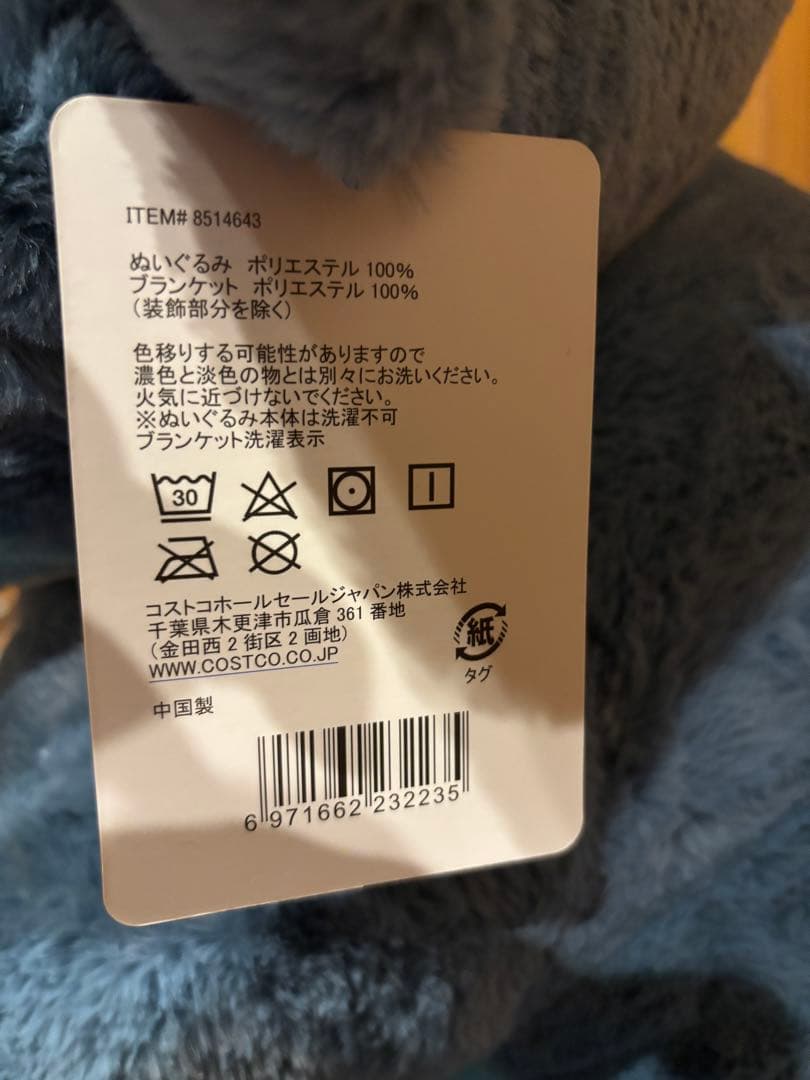 ITEM# 8514643
ぬいぐるみ ポリエステル 100%
ブランケット ポリエステル 100%
（装飾部分を除く）
色移りする可能性がありますので
濃色と淡色の物とは別々にお洗いください。
火気に近づけないでください。
※ぬいぐるみ本体は洗濯不可
ブランケット洗濯表示
30
コストコホールセールジャパン株式会社
千葉県木更津市瓜倉 361 番地
（金田西 2 街区 2 画地）
WWW.COSTCO.CO.JP
紙
タグ
中国製
6 971662 232235